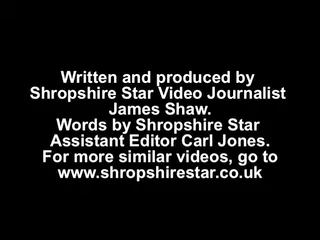 Written and produced by
Shropshire Star Video Journalist
James Shaw.
Words by Shropshire Star
Assistant Editor Carl Jones.
For more similar videos, go to
www.shropshirestar.co.uk